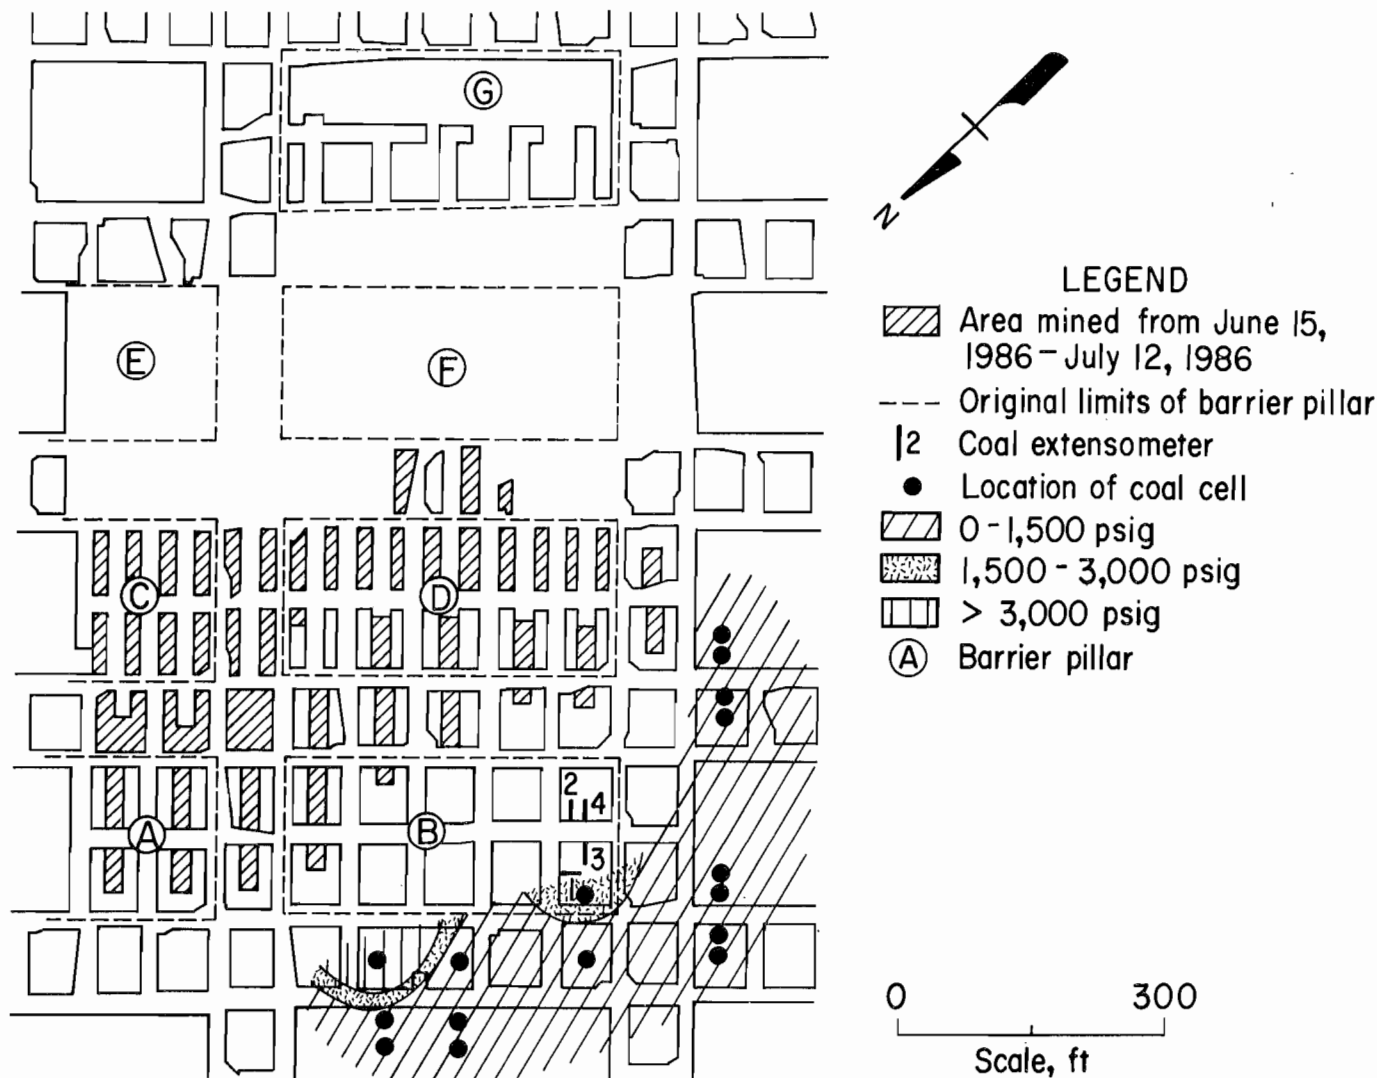 G
N
LEGEND
Area mined from June 15,
1986 - July 12, 1986
Original limits of barrier pillar
2 Coal extensometer
Location of coal cell
0 - 1,500 psig
1,500 - 3,000 psig
> 3,000 psig
A Barrier pillar
E
F
C
D
2
4
A
B
3
1
0 300
Scale, ft